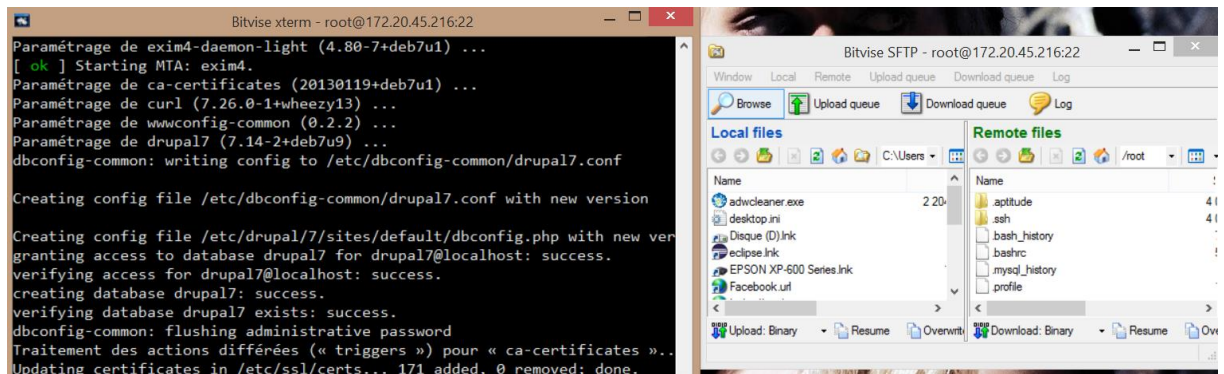 Bitvise xterm - root@172.20.45.216:22
Paramétrage de exim4-daemon-light (4.80-7+deb7u1) ...
[ ok ] Starting MTA: exim4.
Paramétrage de ca-certificates (20130119+deb7u1) ...
Paramétrage de curl (7.26.0-1+wheezy13) ...
Paramétrage de wwwconfig-common (0.2.2) ...
Paramétrage de drupal7 (7.14-2+deb7u9) ...
dbconfig-common: writing config to /etc/dbconfig-common/drupal7.conf
Creating config file /etc/dbconfig-common/drupal7.conf with new version
Creating config file /etc/drupal/7/sites/default/dbconfig.php with new ver
granting access to database drupal7 for drupal7@localhost: success.
verifying access for drupal7@localhost: success.
creating database drupal7: success.
verifying database drupal7 exists: success.
dbconfig-common: flushing administrative password
Traitement des actions différées (« triggers ») pour « ca-certificates »..
Updating certificates in /etc/ssl/certs... 171 added, 0 removed; done.
Bitvise SFTP - root@172.20.45.216:22
Window Local Remote Upload queue Download queue Log
Browse Upload queue Download queue Log
Local files Remote files
C:\Users /root
Name Name
adwcleaner.exe 2 20 .aptitude 4
desktop.ini .ssh 4
Disque (D).lnk .bash_history
eclipse.lnk .bashrc
EPSON XP-600 Series.lnk .mysql_history
Facebook.url .profile
Upload: Binary Resume Overwrit Download: Binary Resume Ov